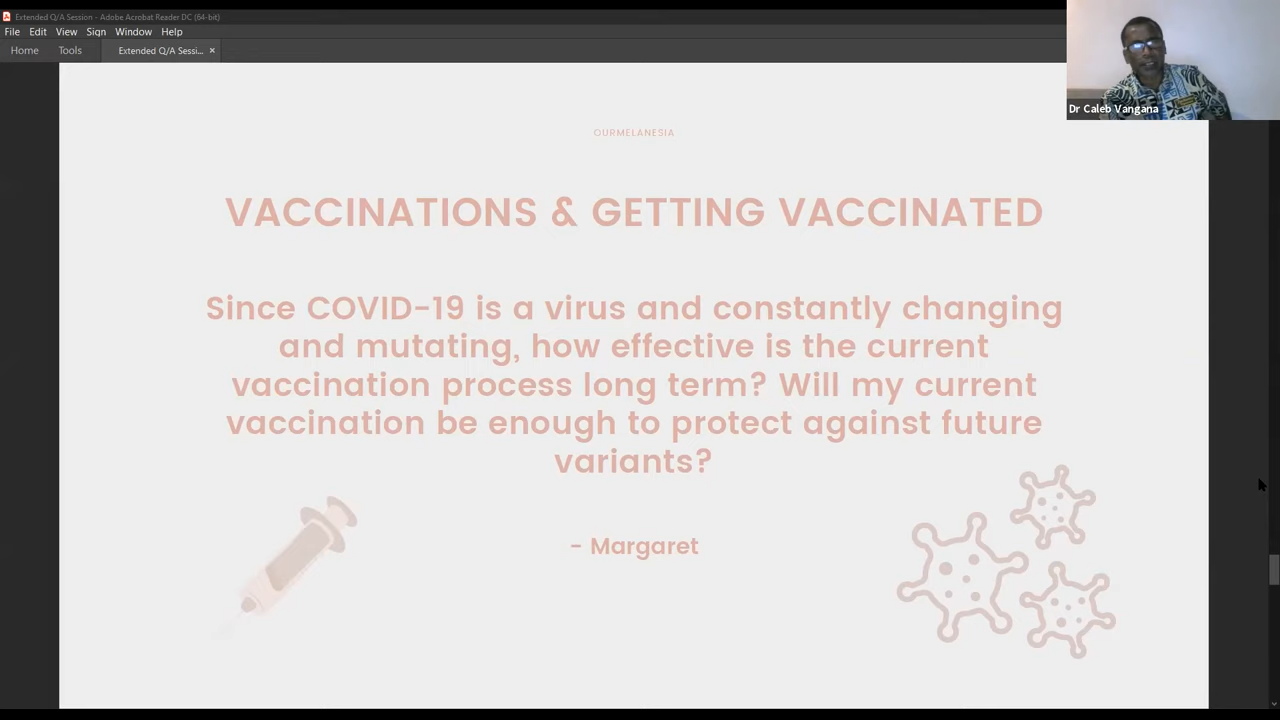 Extended Q/A Session - Adobe Acrobat Reader DC (64-bit)
File Edit View Sign Window Help
Home Tools Extended Q/A Sessi... ×
Dr Caleb Vangana
OURMELANESIA
VACCINATIONS & GETTING VACCINATED
Since COVID-19 is a virus and constantly changing
and mutating, how effective is the current
vaccination process long term? Will my current
vaccination be enough to protect against future
variants?
- Margaret